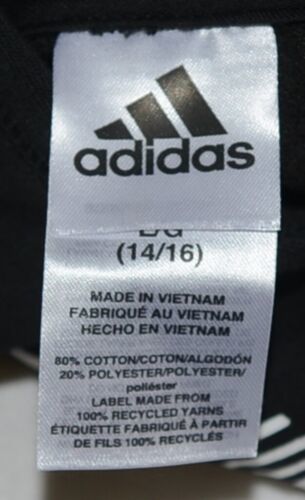 adidas
L/G
(14/16)
MADE IN VIETNAM
FABRIQUÉ AU VIETNAM
HECHO EN VIETNAM
80% COTTON/COTON/ALGODÓN
20% POLYESTER/POLYESTER/
poliéster
LABEL MADE FROM
100% RECYCLED YARNS
ÉTIQUETTE FABRIQUÉ À PARTIR
DE FILS 100% RECYCLÉS